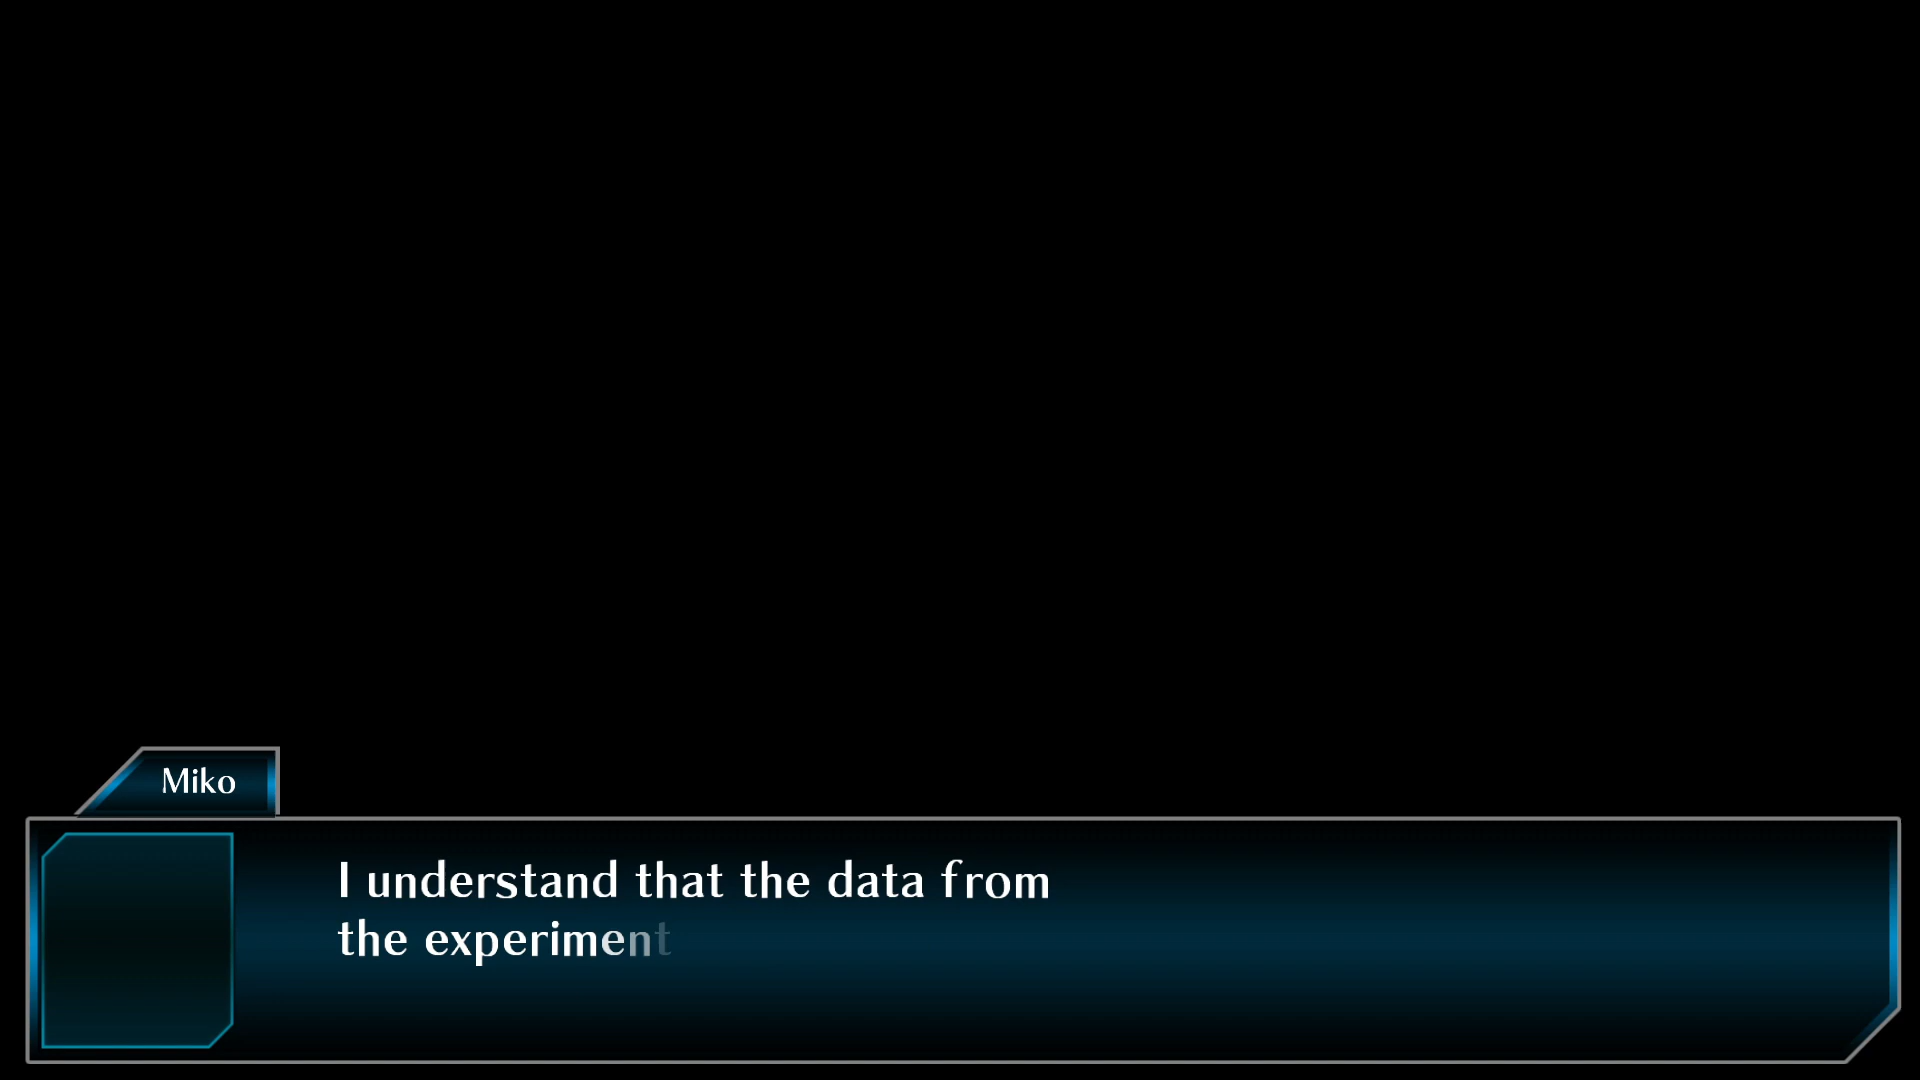 Miko
I understand that the data from
the experiment